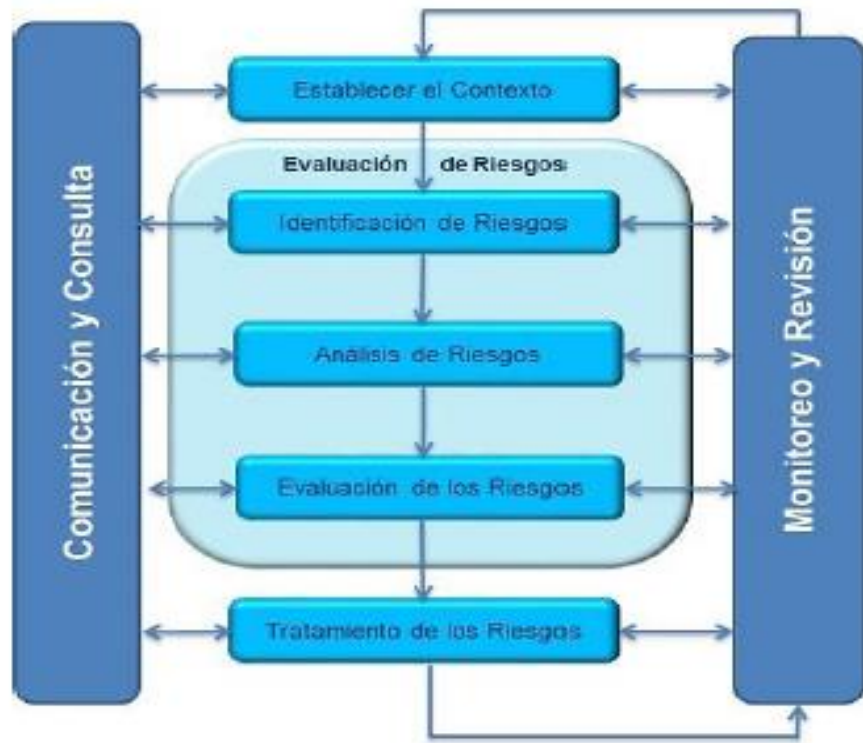 Comunicación y Consulta
Establecer el Contexto
Evaluación de Riesgos
Identificación de Riesgos
Análisis de Riesgos
Evaluación de los Riesgos
Tratamiento de los Riesgos
Monitoreo y Revisión